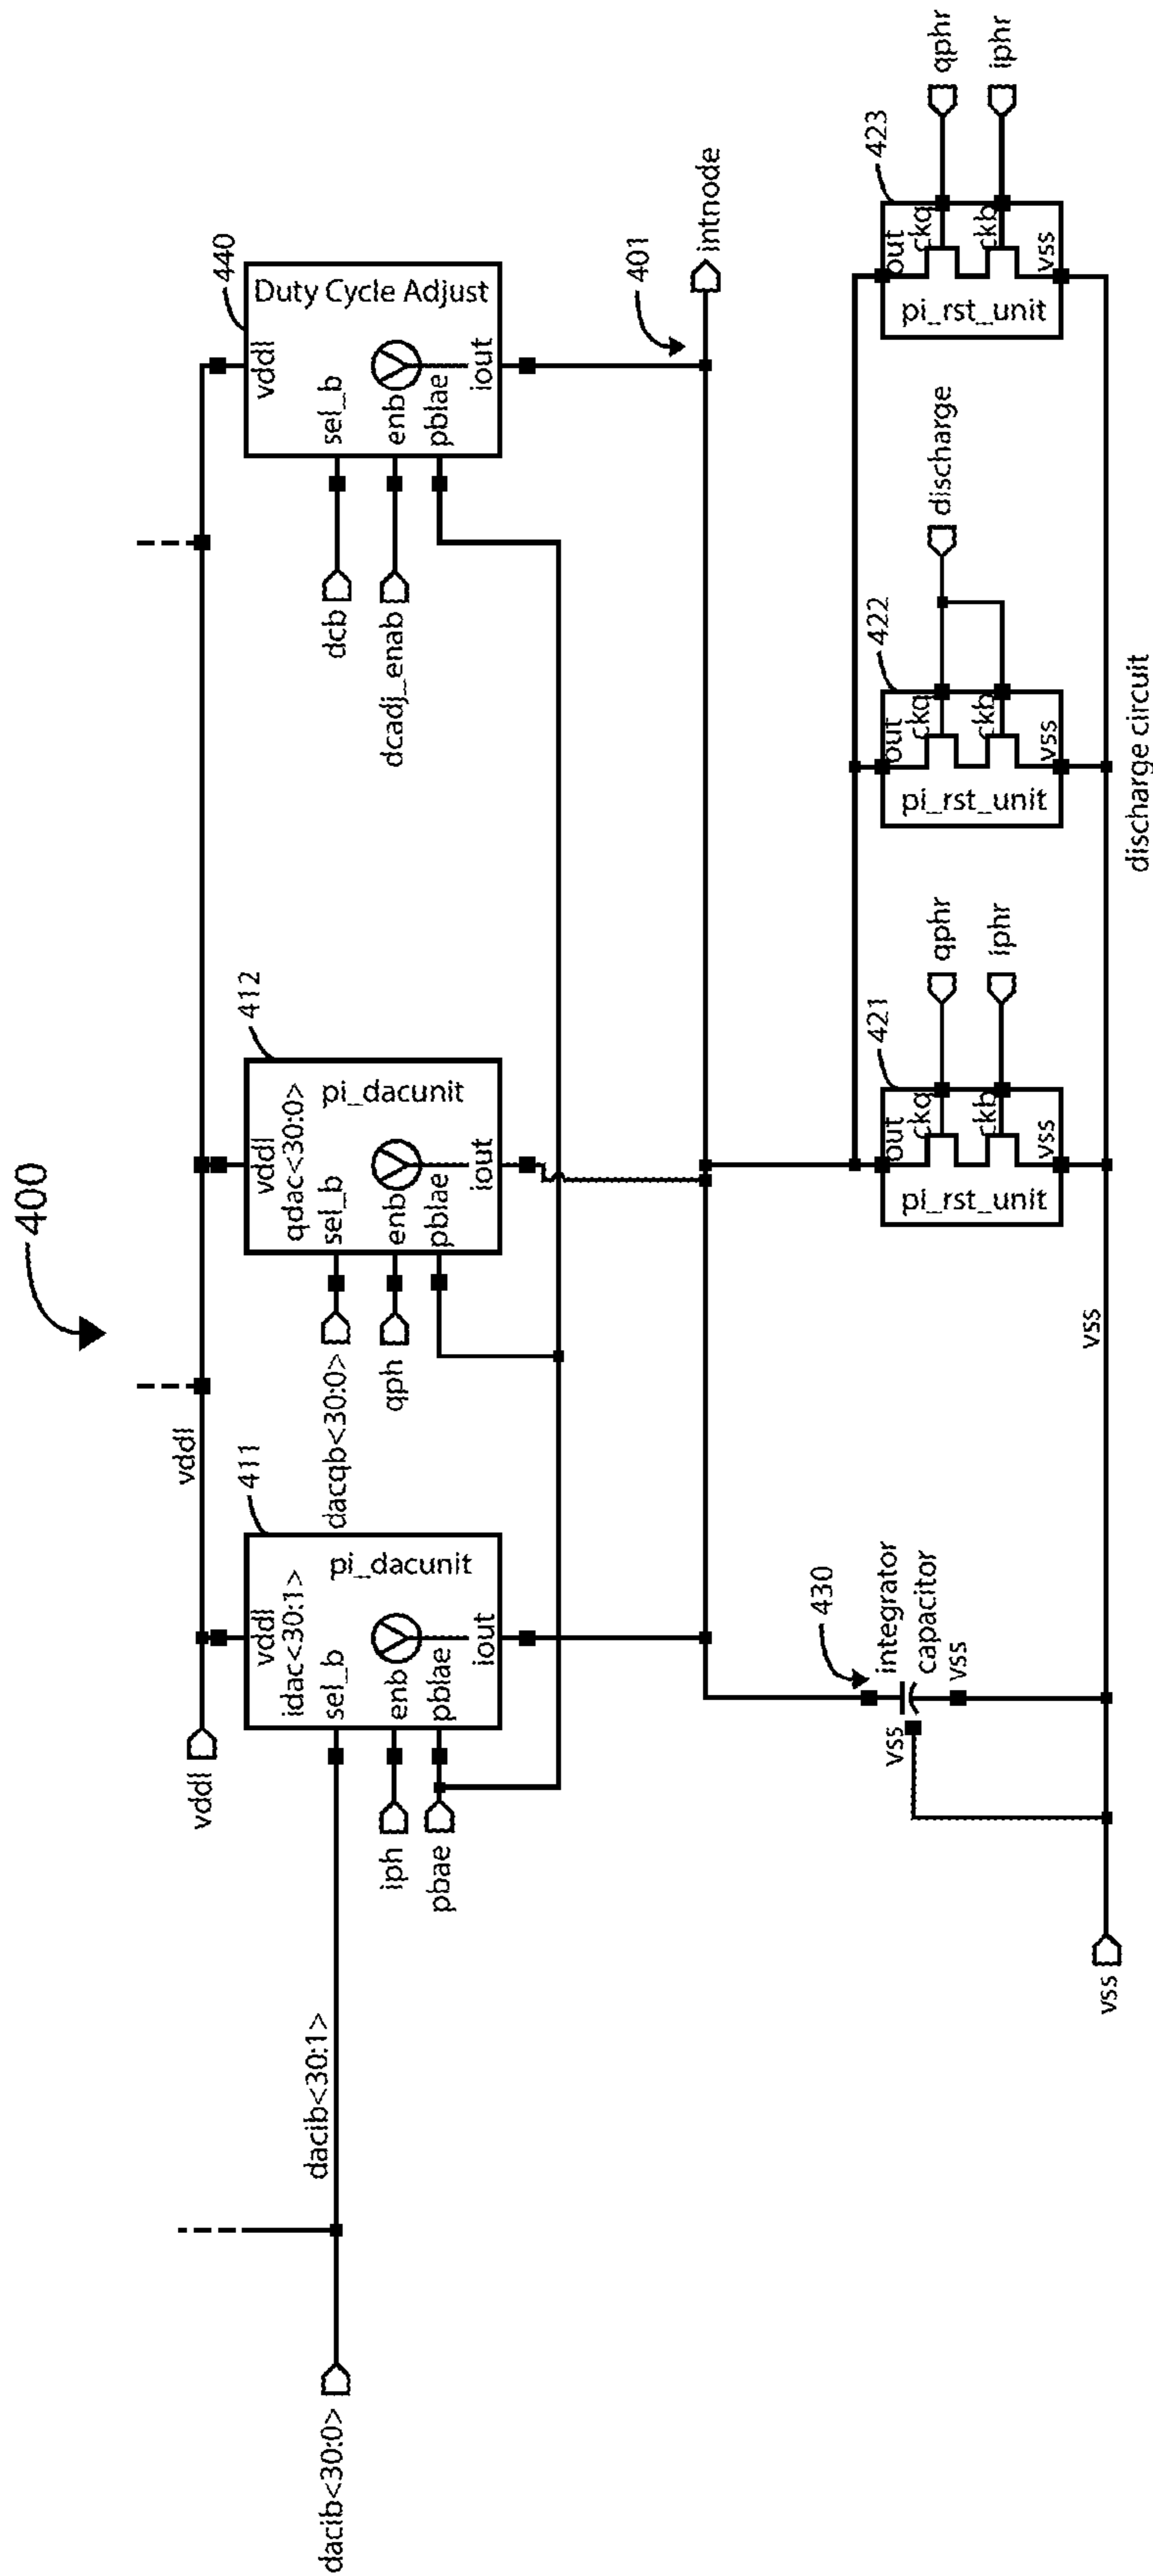 400
vddl
vddl
dacib<30:0>
dacib<30:1>
iph
pbae
411
vddl
idac<30:1>
pi_dacunit
sel_b
enb
pblae
iout
dacqb<30:0>
qph
412
vddl
qdac<30:0>
pi_dacunit
sel_b
enb
pblae
iout
dcb
dcadj_enab
440
vddl
Duty Cycle Adjust
sel_b
enb
pblae
iout
401
intnode
430
integrator
capacitor
vss
vss
vss
vss
421
out
ckq
ckb
vss
pi_rst_unit
qphr
iphr
422
out
ckq
ckb
vss
pi_rst_unit
discharge
423
out
ckq
ckb
vss
pi_rst_unit
qphr
iphr
discharge circuit